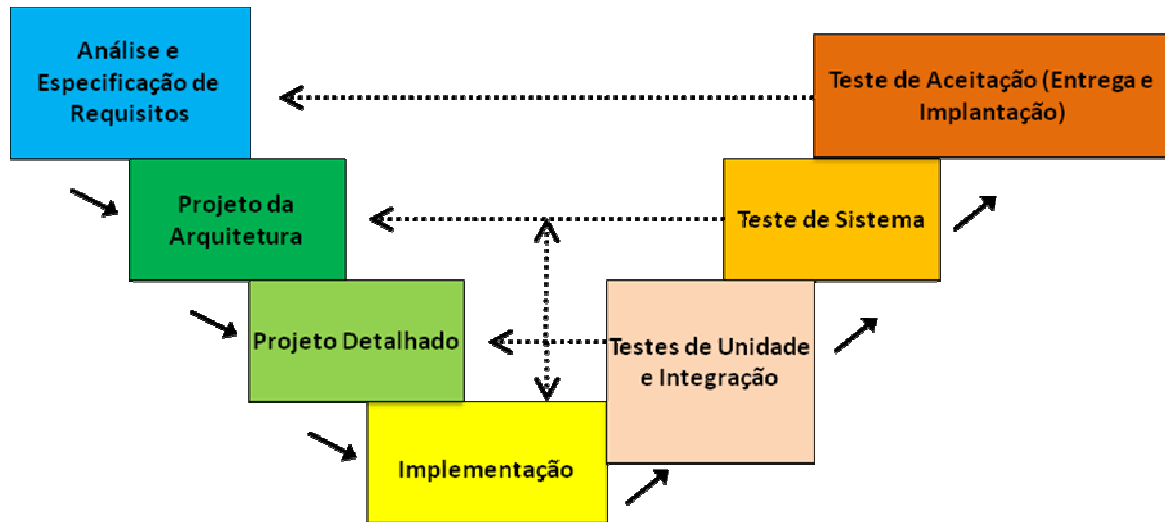 Análise e
Especificação de
Requisitos
Teste de Aceitação (Entrega e
Implantação)
Projeto da
Arquitetura
Teste de Sistema
Projeto Detalhado
Testes de Unidade
e Integração
Implementação